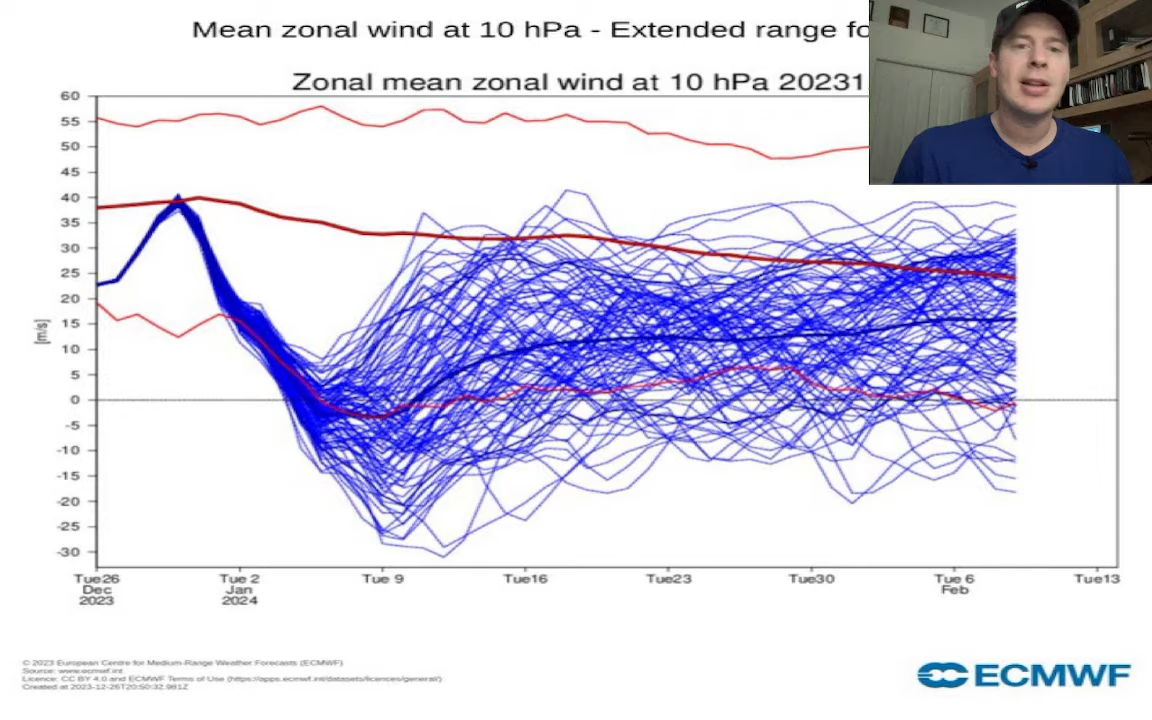 Mean zonal wind at 10 hPa - Extended range fo
Zonal mean zonal wind at 10 hPa 20231
60
55
50
45
40
35
30
25
20
15
10
5
0
-5
-10
-15
-20
-25
-30
[m/s]
Tue26 Tue 2 Tue 9 Tue16 Tue23 Tue30 Tue 6 Tue13
Dec Jan Feb
2023 2024
© 2023 European Centre for Medium-Range Weather Forecasts (ECMWF)
Source: www.ecmwf.int
Licence: CC BY 4.0 and ECMWF Terms of Use (https://apps.ecmwf.int/datasets/licences/general/)
Created at 2023-12-26T20:50:32.981Z
ECMWF